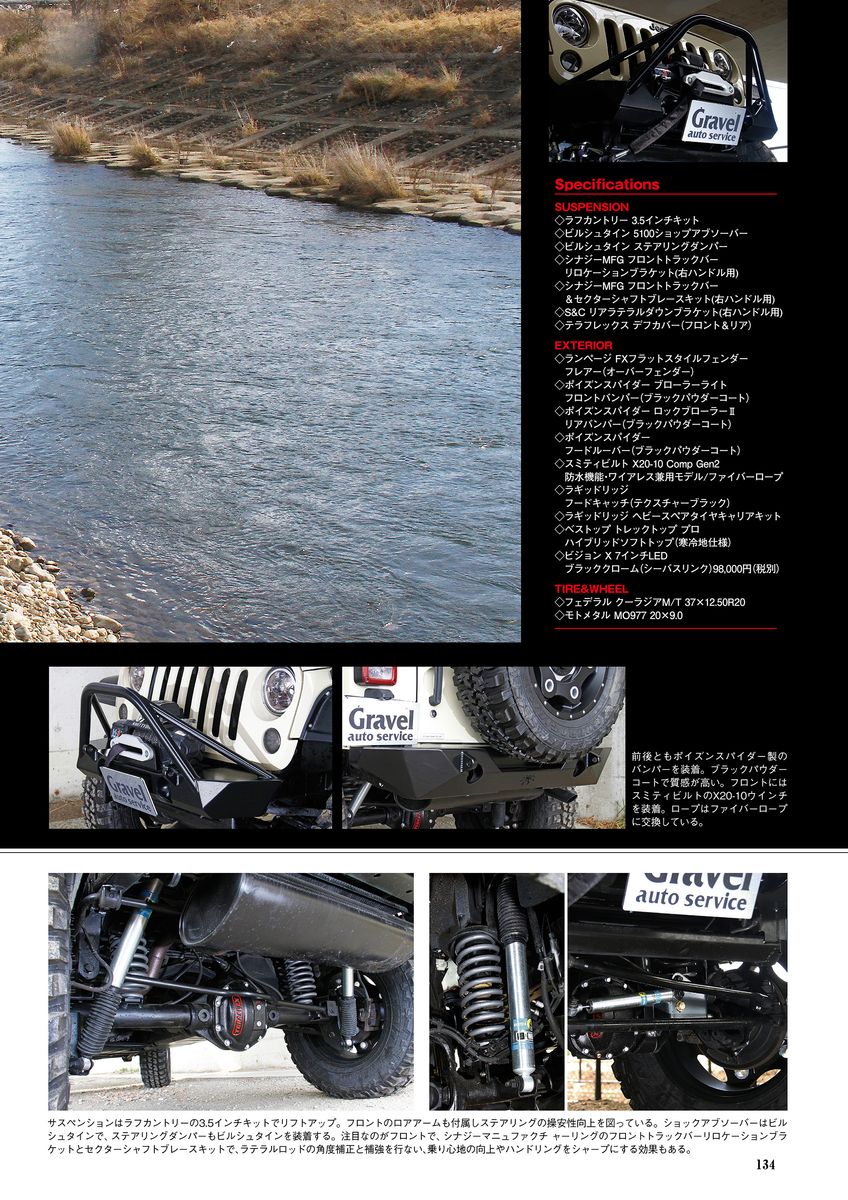 Jeep
Gravel
auto service
Specifications
SUSPENSION
◇ラフカントリー 3.5インチキット
◇ビルシュタイン 5100ショップアブソーバー
◇ビルシュタイン ステアリングダンパー
◇シナジーMFG フロントトラックバー
リロケーションブラケット(右ハンドル用)
◇シナジーMFG フロントトラックバー
＆セクターシャフトブレースキット(右ハンドル用)
◇S&C リアラテラルダウンブラケット(右ハンドル用)
◇テラフレックス デフカバー(フロント＆リア)
EXTERIOR
◇ランページ FXフラットスタイルフェンダー
フレアー(オーバーフェンダー)
◇ポイズンスパイダー ブローラーライト
フロントバンパー(ブラックパウダーコート)
◇ポイズンスパイダー ロックブローラーⅡ
リアバンパー(ブラックパウダーコート)
◇ポイズンスパイダー
フードルーバー(ブラックパウダーコート)
◇スミティビルト X20-10 Comp Gen2
防水機能・ワイアレス兼用モデル/ファイバーロープ
◇ラギッドリッジ
フードキャッチ(テクスチャーブラック)
◇ラギッドリッジ ヘビースペアタイヤキャリアキット
◇ベストップ トレックトップ プロ
ハイブリッドソフトトップ(寒冷地仕様)
◇ビジョン X 7インチLED
ブラッククローム(シーバスリンク)98,000円(税別)
TIRE&WHEEL
◇フェデラル クーラジアM/T 37×12.50R20
◇モトメタル MO977 20×9.0
Gravel
auto service
Gravel
auto service
前後ともポイズンスパイダー製の
バンパーを装着。ブラックパウダー
コートで質感が高い。フロントには
スミティビルトのX20-10ウインチ
を装着。ロープはファイバーロープ
に交換している。
Gravel
auto service
サスペンションはラフカントリーの3.5インチキットでリフトアップ。フロントのロアアームも付属しステアリングの操安性向上を図っている。ショックアブソーバーはビル
シュタインで、ステアリングダンパーもビルシュタインを装着する。注目なのがフロントで、シナジーマニュファクチ ャーリングのフロントトラックバーリロケーションブラ
ケットとセクターシャフトブレースキットで、ラテラルロッドの角度補正と補強を行ない、乗り心地の向上やハンドリングをシャープにする効果もある。
134